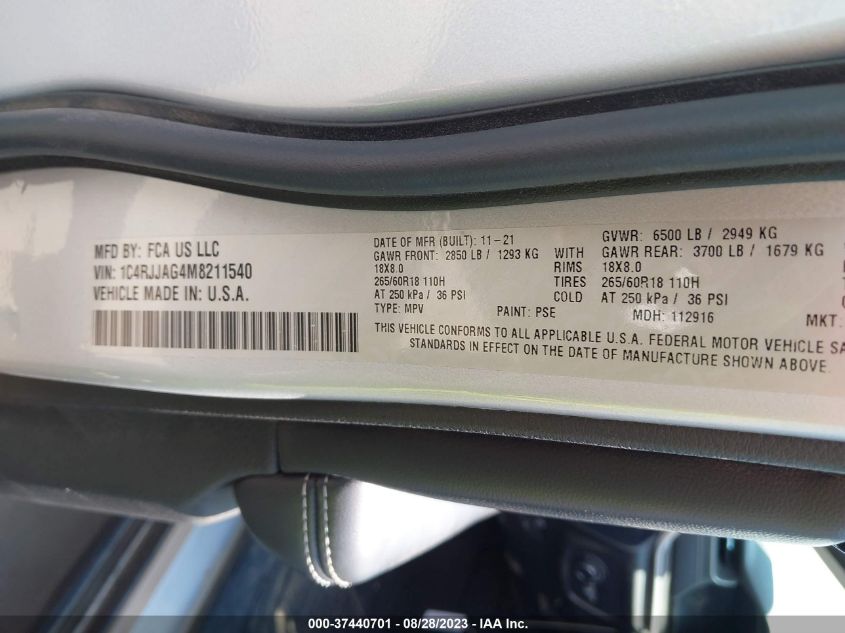 MFD BY: FCA US LLC
VIN: 1C4RJJAG4M8211540
VEHICLE MADE IN: U.S.A.
DATE OF MFR (BUILT): 11-21
GAWR FRONT: 2850 LB / 1293 KG
18X8.0
265/60R18 110H
AT 250 kPa / 36 PSI
TYPE: MPV
PAINT: PSE
WITH
RIMS
TIRES
COLD
GVWR: 6500 LB / 2949 KG
GAWR REAR: 3700 LB / 1679 KG
18X8.0
265/60R18 110H
AT 250 kPa / 36 PSI
MDH: 112916
MKT:
THIS VEHICLE CONFORMS TO ALL APPLICABLE U.S.A. FEDERAL MOTOR VEHICLE SA
STANDARDS IN EFFECT ON THE DATE OF MANUFACTURE SHOWN ABOVE.
000-37440701 - 08/28/2023 - IAA Inc.